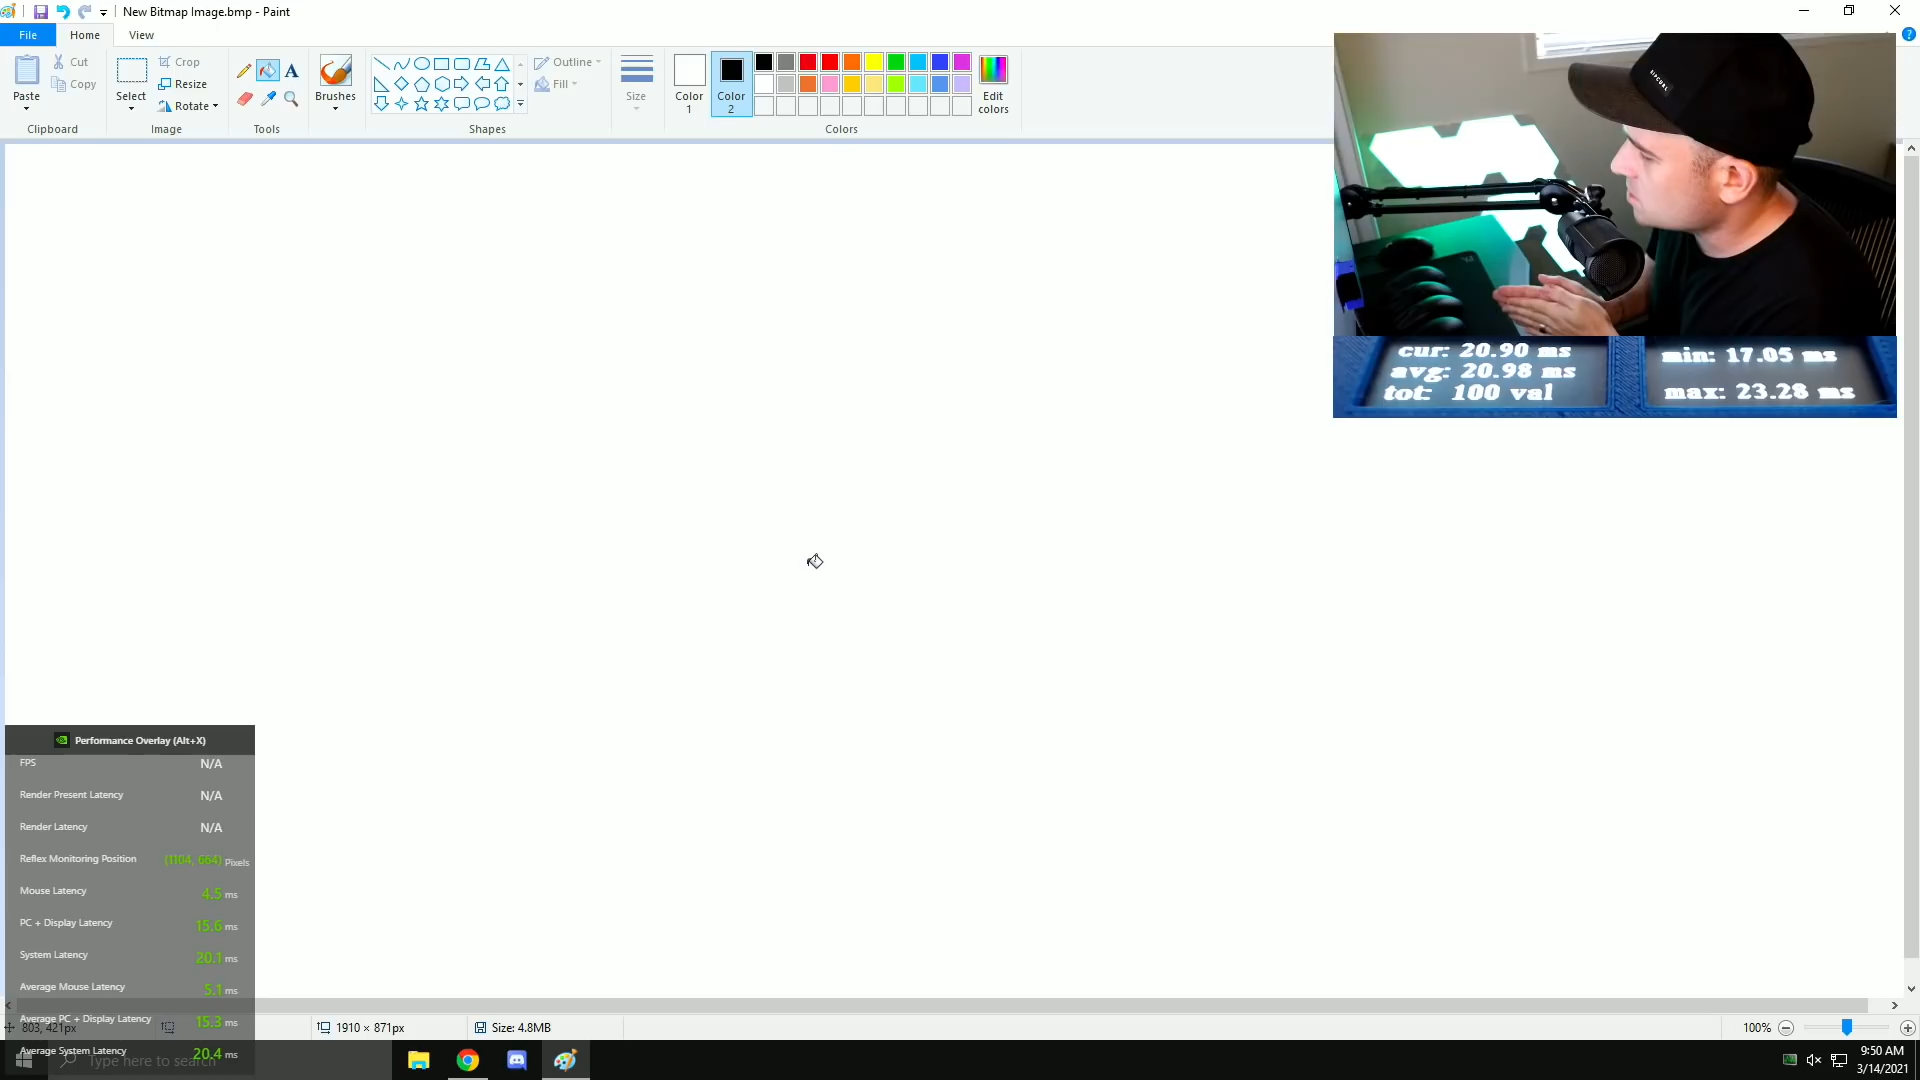 New Bitmap Image.bmp - Paint
File Home View
Cut
Copy
Paste
Clipboard
Select
Crop
Resize
Rotate
Image
A
Tools
Brushes
Outline
Fill
Shapes
Size
Color 1
Color 2
Edit colors
Colors
RIPCORAL
cur: 20.90 ms
avg: 20.98 ms
tot: 100 val
min: 17.05 ms
max: 23.28 ms
Performance Overlay (Alt+X)
FPS N/A
Render Present Latency N/A
Render Latency N/A
Reflex Monitoring Position (1104, 664) Pixels
Mouse Latency 4.5 ms
PC + Display Latency 15.6 ms
System Latency 20.1 ms
Average Mouse Latency 5.1 ms
Average PC + Display Latency 15.3 ms
Average System Latency 20.4 ms
803, 421px
1910 × 871px
Size: 4.8MB
100%
Type here to search
9:50 AM
3/14/2021